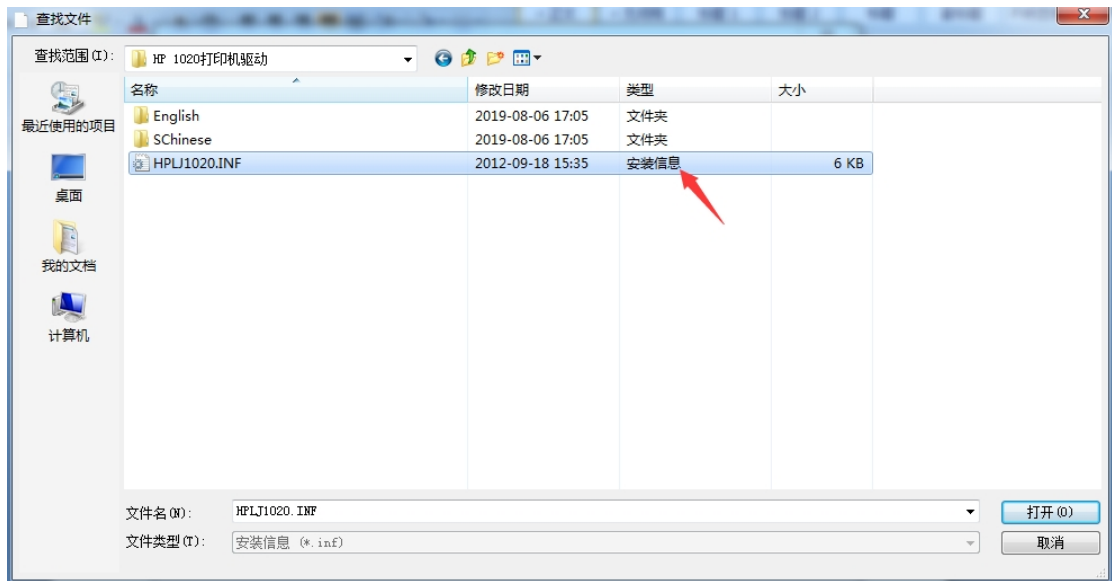 查找文件
查找范围(I): HP 1020打印机驱动
名称 修改日期 类型 大小
English 2019-08-06 17:05 文件夹
SChinese 2019-08-06 17:05 文件夹
HPLJ1020.INF 2012-09-18 15:35 安装信息 6 KB
最近使用的项目
桌面
我的文档
计算机
文件名(N): HPLJ1020.INF 打开(O)
文件类型(T): 安装信息 (*.inf) 取消